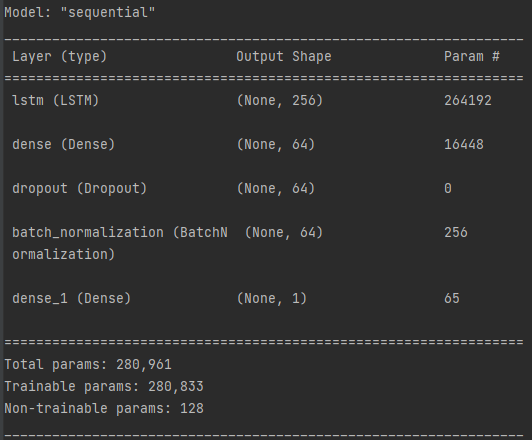 Model: "sequential"
_________________________________________________________________
Layer (type) Output Shape Param #
=================================================================
lstm (LSTM) (None, 256) 264192
dense (Dense) (None, 64) 16448
dropout (Dropout) (None, 64) 0
batch_normalization (BatchN (None, 64) 256
ormalization)
dense_1 (Dense) (None, 1) 65
=================================================================
Total params: 280,961
Trainable params: 280,833
Non-trainable params: 128
_________________________________________________________________